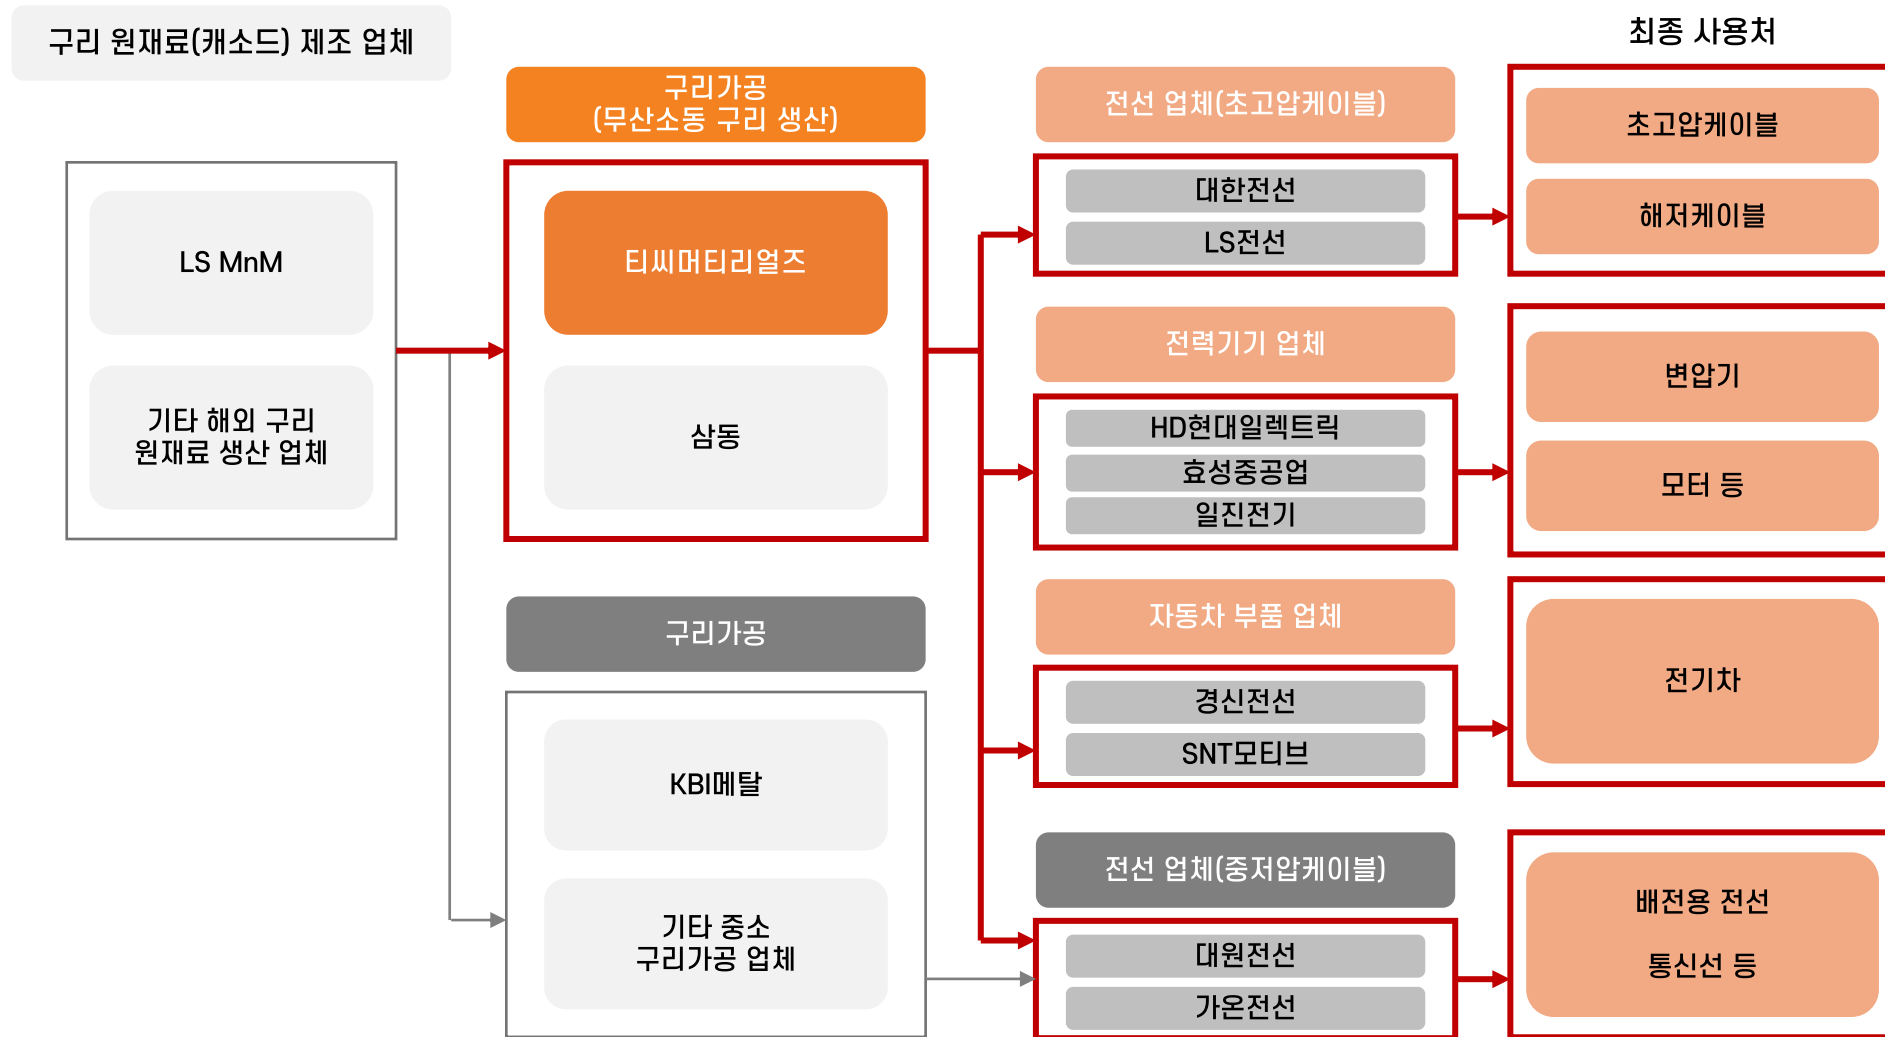 구리 원재료(캐소드) 제조 업체
LS MnM
기타 해외 구리
원재료 생산 업체
구리가공
(무산소동 구리 생산)
티씨머티리얼즈
삼동
구리가공
KBI메탈
기타 중소
구리가공 업체
전선 업체(초고압케이블)
대한전선
LS전선
전력기기 업체
HD현대일렉트릭
효성중공업
일진전기
자동차 부품 업체
경신전선
SNT모티브
전선 업체(중저압케이블)
대원전선
가온전선
최종 사용처
초고압케이블
해저케이블
변압기
모터 등
전기차
배전용 전선
통신선 등